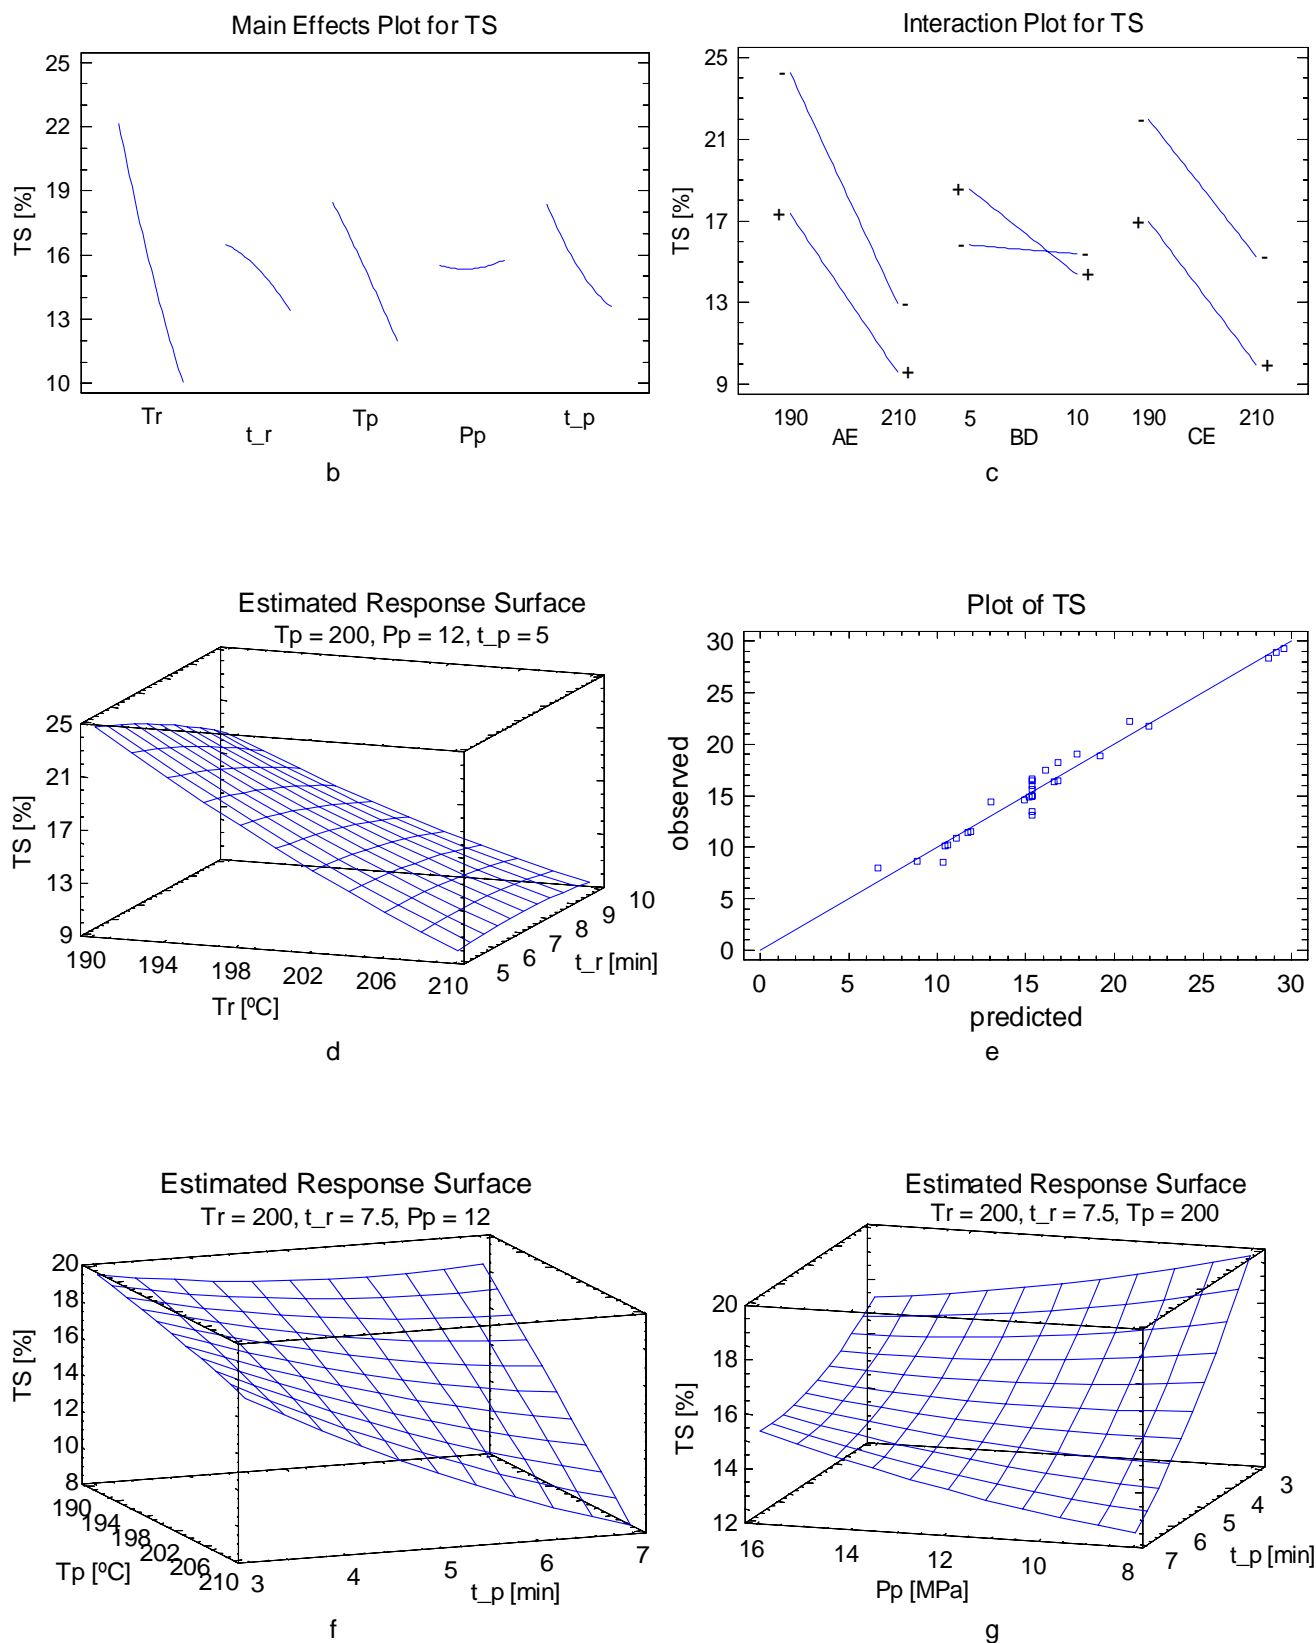 Main Effects Plot for TS
25
22
19
16
13
10
TS [%]
Tr
t_r
Tp
Pp
t_p
b
Interaction Plot for TS
25
21
17
13
9
TS [%]
-
+
-
+
+
-
-
+
-
+
-
+
190
210
5
10
190
210
AE
BD
CE
c
Estimated Response Surface
Tp = 200, Pp = 12, t_p = 5
25
21
17
13
9
TS [%]
190
194
198
202
206
210
Tr [ºC]
5
6
7
8
9
10
t_r [min]
d
Plot of TS
30
25
20
15
10
5
0
observed
0
5
10
15
20
25
30
predicted
e
Estimated Response Surface
Tr = 200, t_r = 7.5, Pp = 12
20
18
16
14
12
10
8
TS [%]
190
194
198
202
206
210
Tp [ºC]
3
4
5
6
7
t_p [min]
f
Estimated Response Surface
Tr = 200, t_r = 7.5, Tp = 200
20
18
16
14
12
TS [%]
16
14
12
10
8
Pp [MPa]
7
6
5
4
3
t_p [min]
g